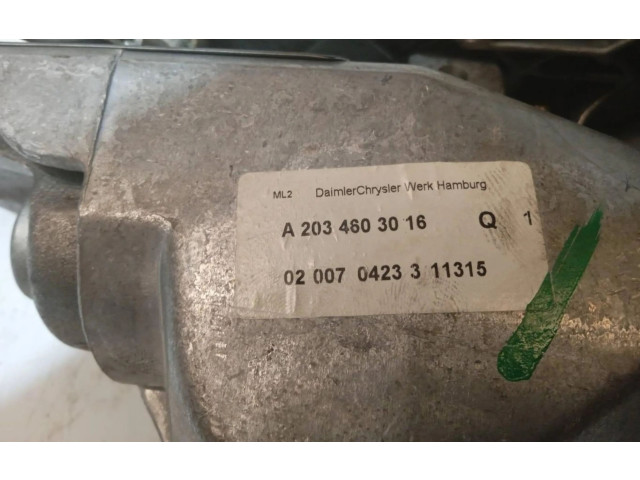 ML2 DaimlerChrysler Werk Hamburg
A 203 460 30 16 Q 1
02 007 0423 3 11315